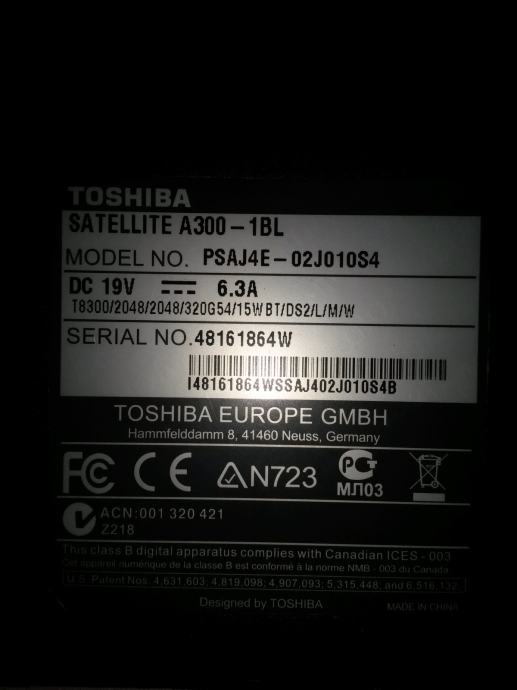 TOSHIBA
SATELLITE A300-1BL
MODEL NO. PSAJ4E-02J010S4
DC 19V 6.3A
T8300/2048/2048/320G54/15W BT/DS2/L/M/W
SERIAL NO.48161864W
I48161864WSSAJ402J010S4B
TOSHIBA EUROPE GMBH
Hammfelddamm 8, 41460 Neuss, Germany
FC CE N723 РСТ
МЛ03
ACN:001 320 421
Z218
This class B digital apparatus complies with Canadian ICES - 003
Cet appareil numérique de la classe B est conformé à la norme NMB - 003 du Canada
U.S. Patent Nos. 4,631,603; 4,819,098; 4,907,093; 5,315,448; and 6,516,132.
Designed by TOSHIBA MADE IN CHINA